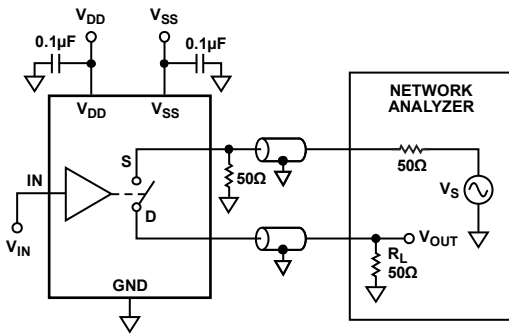 VDD
VSS
0.1µF
0.1µF
VDD
VSS
NETWORK
ANALYZER
S
50Ω
50Ω
IN
VS
D
VIN
VOUT
RL
50Ω
GND